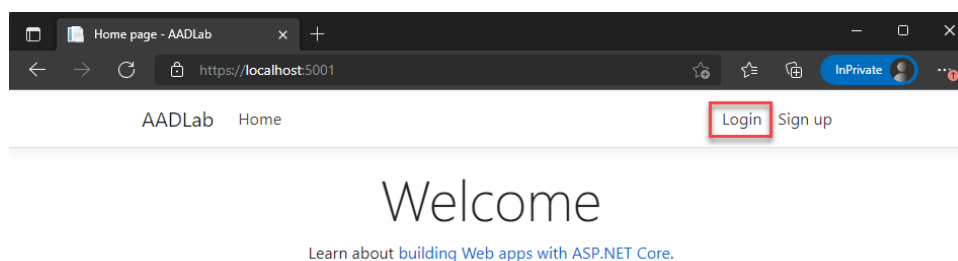 Home page - AADLab
https://localhost:5001
InPrivate
AADLab Home Login Sign up
Welcome
Learn about building Web apps with ASP.NET Core.